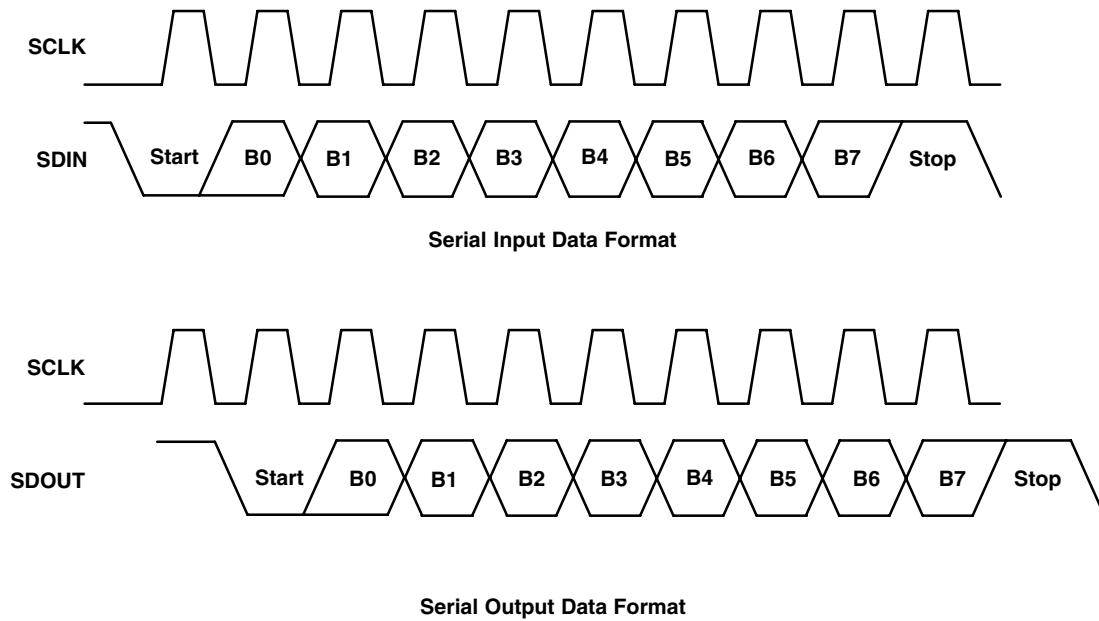 SCLK
SDIN Start B0 B1 B2 B3 B4 B5 B6 B7 Stop
Serial Input Data Format
SCLK
SDOUT Start B0 B1 B2 B3 B4 B5 B6 B7 Stop
Serial Output Data Format